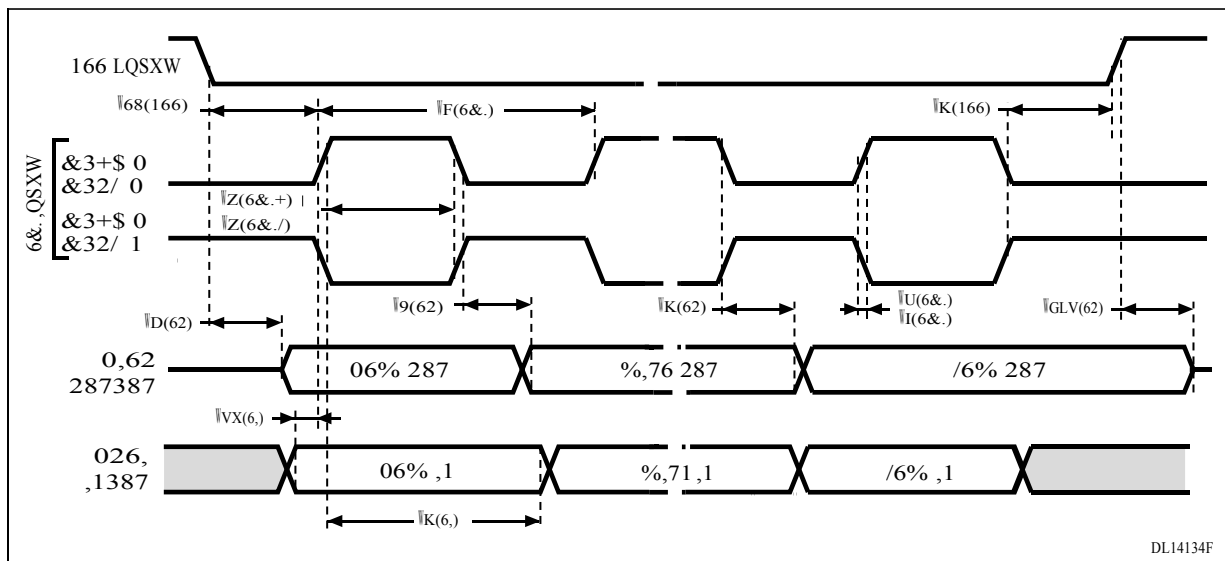 166 LQSXW
68(166)
F(6&.)
K(166)
6&. ,QSXW
&3+$ 0
&32/ 0
&3+$ 0
&32/ 1
Z(6&.+)
Z(6&./)
9(62)
K(62)
U(6&.)
I(6&.)
GLV(62)
D(62)
0,62
287387
06% 287
%,76 287
/6% 287
VX(6,)
026,
,1387
06% ,1
%,71 ,1
/6% ,1
K(6,)
DL14134F